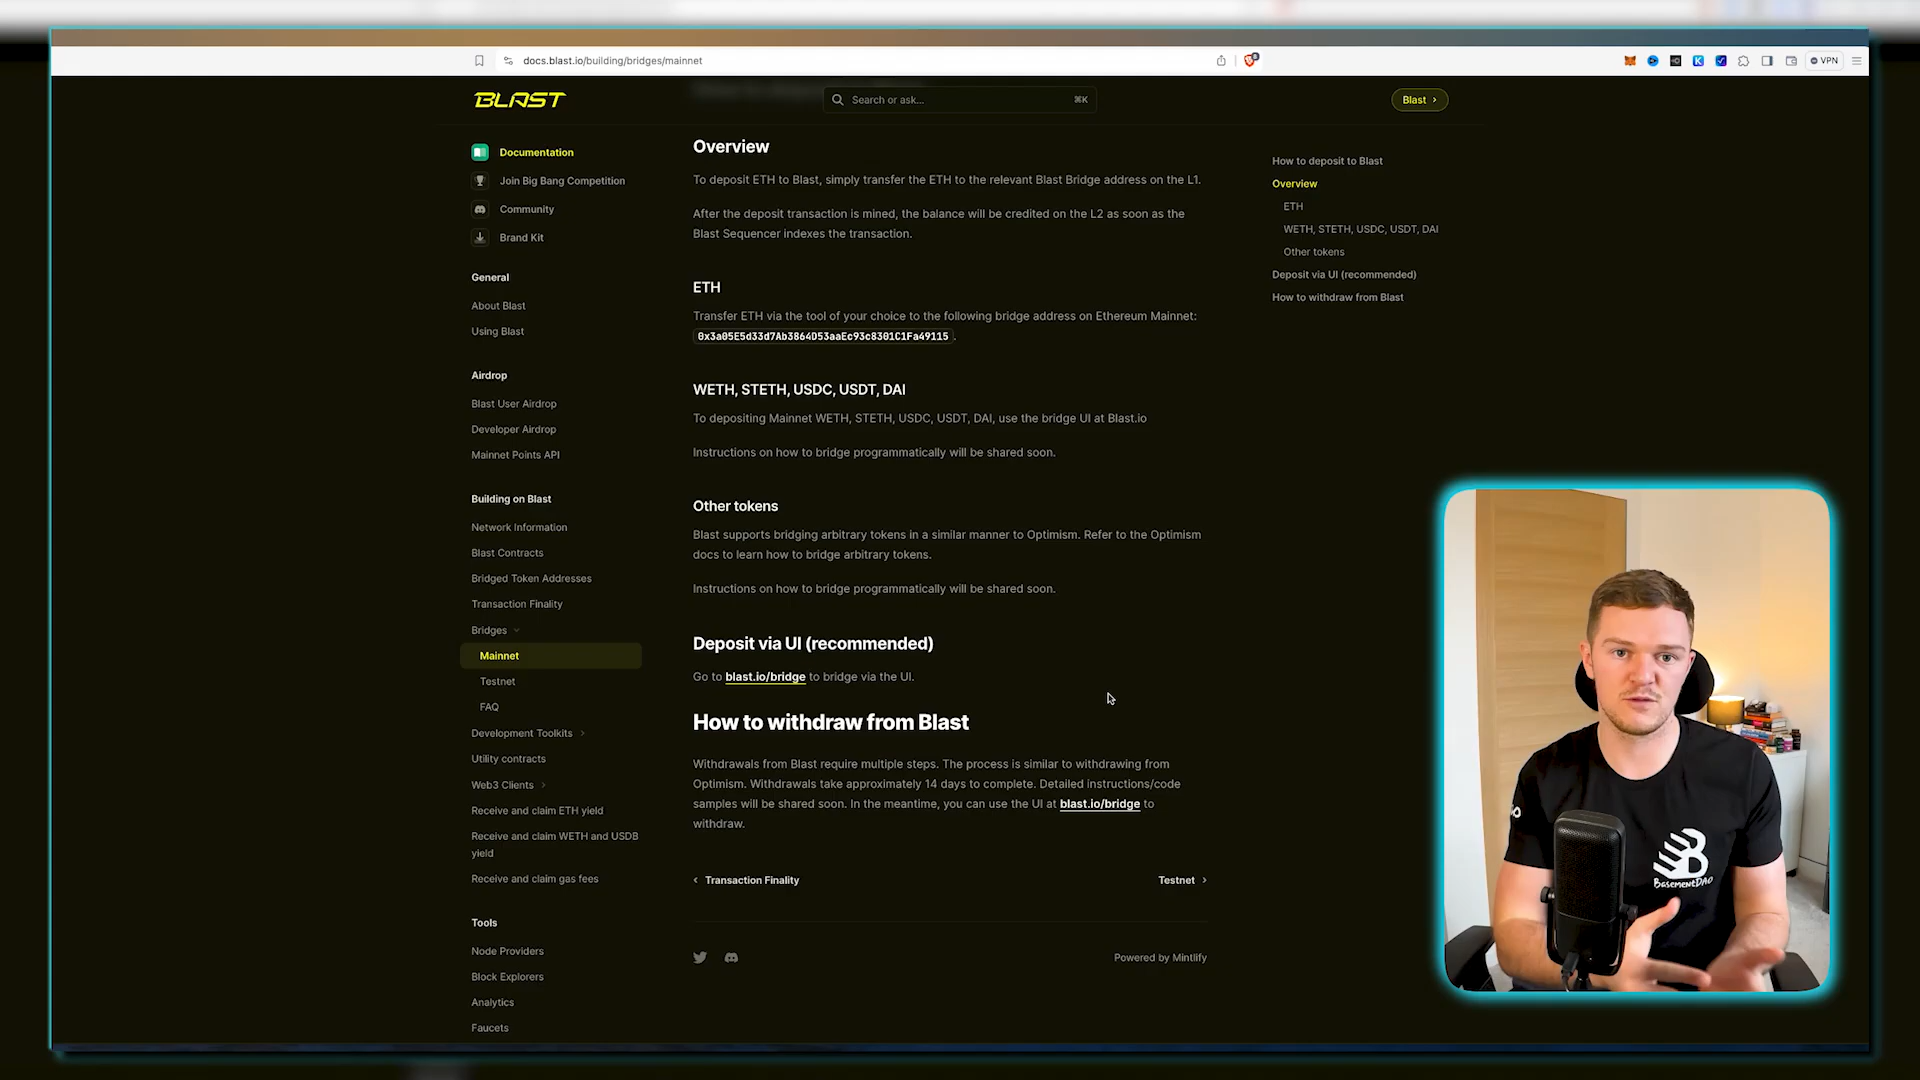 docs.blast.io/building/bridges/mainnet
VPN
BLAST
Search or ask...
⌘K
Blast
Documentation
Join Big Bang Competition
Community
Brand Kit
General
About Blast
Using Blast
Airdrop
Blast User Airdrop
Developer Airdrop
Mainnet Points API
Building on Blast
Network Information
Blast Contracts
Bridged Token Addresses
Transaction Finality
Bridges
Mainnet
Testnet
FAQ
Development Toolkits
Utility contracts
Web3 Clients
Receive and claim ETH yield
Receive and claim WETH and USDB
yield
Receive and claim gas fees
Tools
Node Providers
Block Explorers
Analytics
Faucets
Overview
To deposit ETH to Blast, simply transfer the ETH to the relevant Blast Bridge address on the L1.
After the deposit transaction is mined, the balance will be credited on the L2 as soon as the
Blast Sequencer indexes the transaction.
ETH
Transfer ETH via the tool of your choice to the following bridge address on Ethereum Mainnet:
0x3a05E5d33d7Ab3864D53aaEc93c8301C1Fa49115.
WETH, STETH, USDC, USDT, DAI
To depositing Mainnet WETH, STETH, USDC, USDT, DAI, use the bridge UI at Blast.io
Instructions on how to bridge programmatically will be shared soon.
Other tokens
Blast supports bridging arbitrary tokens in a similar manner to Optimism. Refer to the Optimism
docs to learn how to bridge arbitrary tokens.
Instructions on how to bridge programmatically will be shared soon.
Deposit via UI (recommended)
Go to blast.io/bridge to bridge via the UI.
How to withdraw from Blast
Withdrawals from Blast require multiple steps. The process is similar to withdrawing from
Optimism. Withdrawals take approximately 14 days to complete. Detailed instructions/code
samples will be shared soon. In the meantime, you can use the UI at blast.io/bridge to
withdraw.
Transaction Finality
Testnet
Powered by Mintlify
How to deposit to Blast
Overview
ETH
WETH, STETH, USDC, USDT, DAI
Other tokens
Deposit via UI (recommended)
How to withdraw from Blast
BasementDAO